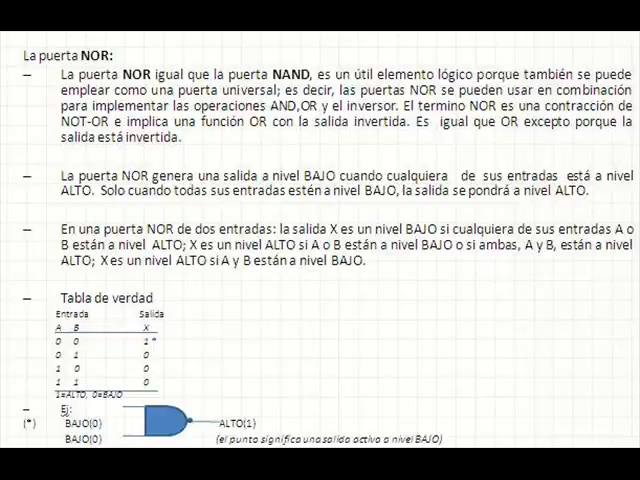 La puerta NOR:
– La puerta NOR igual que la puerta NAND, es un útil elemento lógico porque también se puede
emplear como una puerta universal; es decir, las puertas NOR se pueden usar en combinación
para implementar las operaciones AND,OR y el inversor. El termino NOR es una contracción de
NOT-OR e implica una función OR con la salida invertida. Es igual que OR excepto porque la
salida está invertida.
– La puerta NOR genera una salida a nivel BAJO cuando cualquiera de sus entradas está a nivel
ALTO. Solo cuando todas sus entradas estén a nivel BAJO, la salida se pondrá a nivel ALTO.
– En una puerta NOR de dos entradas: la salida X es un nivel BAJO si cualquiera de sus entradas A o
B están a nivel ALTO; X es un nivel ALTO si A o B están a nivel BAJO o si ambas, A y B, están a nivel
ALTO; X es un nivel ALTO si A y B están a nivel BAJO.
– Tabla de verdad
Entrada Salida
A B X
0 0 1 *
0 1 0
1 0 0
1 1 0
1=ALTO, 0=BAJO
– Ej:
(*) BAJO(0) ALTO(1)
BAJO(0) (el punto significa una salida activa a nivel BAJO)